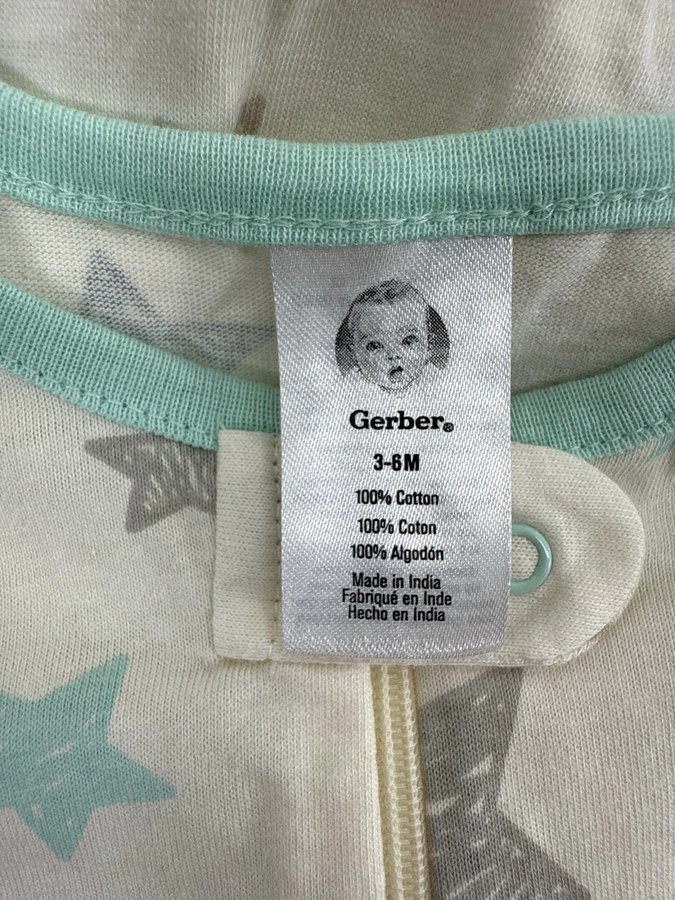 Gerber®
3-6M
100% Cotton
100% Coton
100% Algodón
Made in India
Fabriqué en Inde
Hecho en India